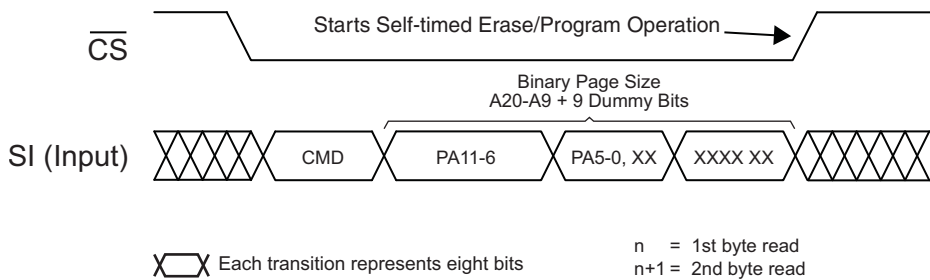 Starts Self-timed Erase/Program Operation
CS
Binary Page Size
A20-A9 + 9 Dummy Bits
SI (Input) CMD PA11-6 PA5-0, XX XXXX XX
Each transition represents eight bits
n = 1st byte read
n+1 = 2nd byte read